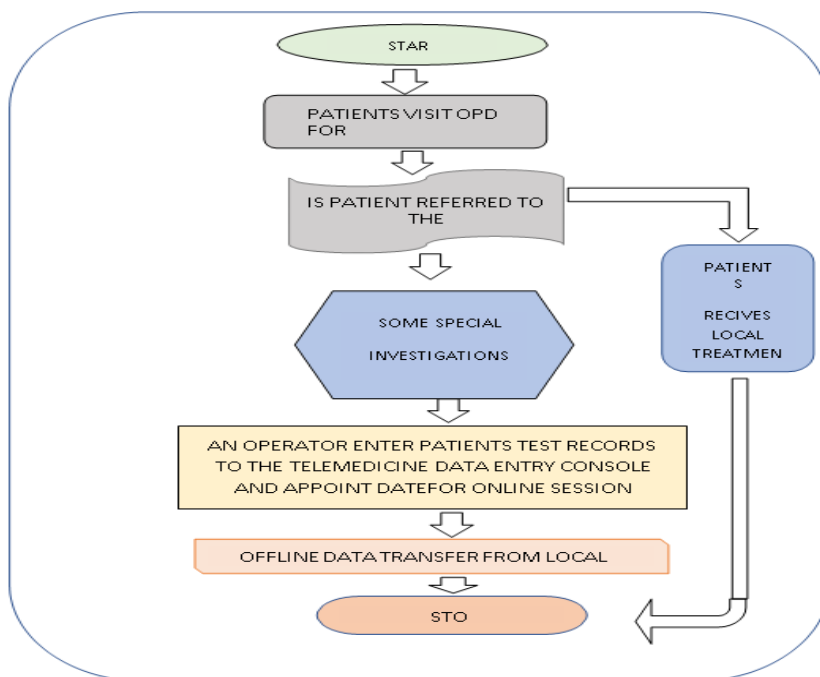 STAR
PATIENTS VISIT OPD
FOR
IS PATIENT REFERRED TO
THE
PATIENT
S
RECIVES
LOCAL
TREATMEN
SOME SPECIAL
INVESTIGATIONS
AN OPERATOR ENTER PATIENTS TEST RECORDS
TO THE TELEMEDICINE DATA ENTRY CONSOLE
AND APPOINT DATEFOR ONLINE SESSION
OFFLINE DATA TRANSFER FROM LOCAL
STO